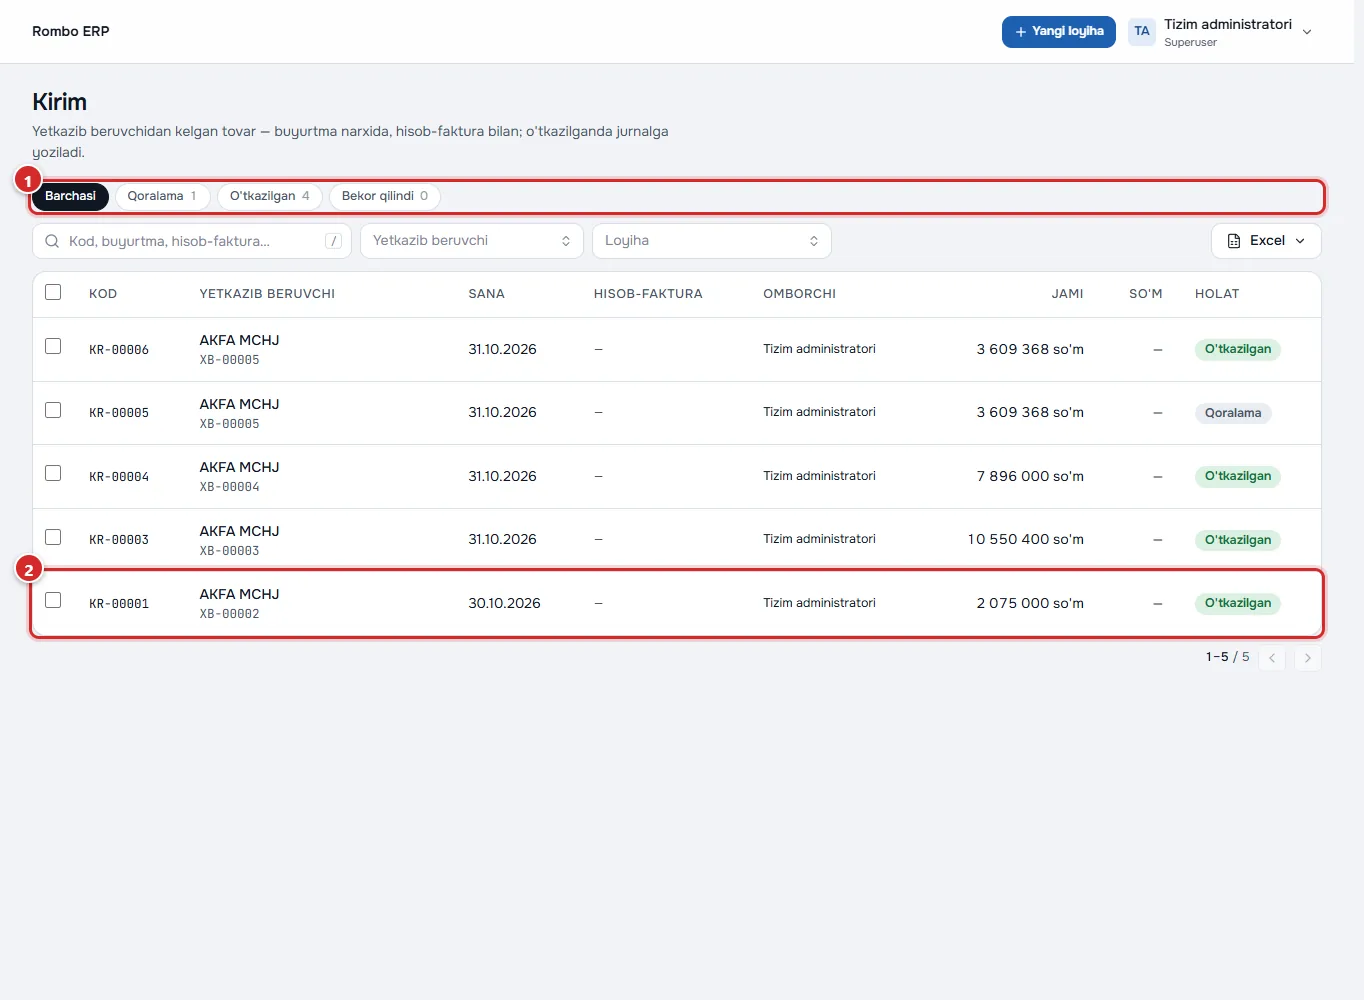 Rombo ERP
+ Yangi loyiha
TA
Tizim administratori
Superuser
Kirim
Yetkazib beruvchidan kelgan tovar — buyurtma narxida, hisob-faktura bilan; o'tkazilganda jurnalga
yoziladi.
1
Barchasi Qoralama 1 O'tkazilgan 4 Bekor qilindi 0
Kod, buyurtma, hisob-faktura... / Yetkazib beruvchi Loyiha Excel
KOD YETKAZIB BERUVCHI SANA HISOB-FAKTURA OMBORCHI JAMI SO'M HOLAT
KR-00006 AKFA MCHJ 31.10.2026 — Tizim administratori 3 609 368 so'm — O'tkazilgan
XB-00005
KR-00005 AKFA MCHJ 31.10.2026 — Tizim administratori 3 609 368 so'm — Qoralama
XB-00005
KR-00004 AKFA MCHJ 31.10.2026 — Tizim administratori 7 896 000 so'm — O'tkazilgan
XB-00004
KR-00003 AKFA MCHJ 31.10.2026 — Tizim administratori 10 550 400 so'm — O'tkazilgan
XB-00003
2
KR-00001 AKFA MCHJ 30.10.2026 — Tizim administratori 2 075 000 so'm — O'tkazilgan
XB-00002
1–5 / 5